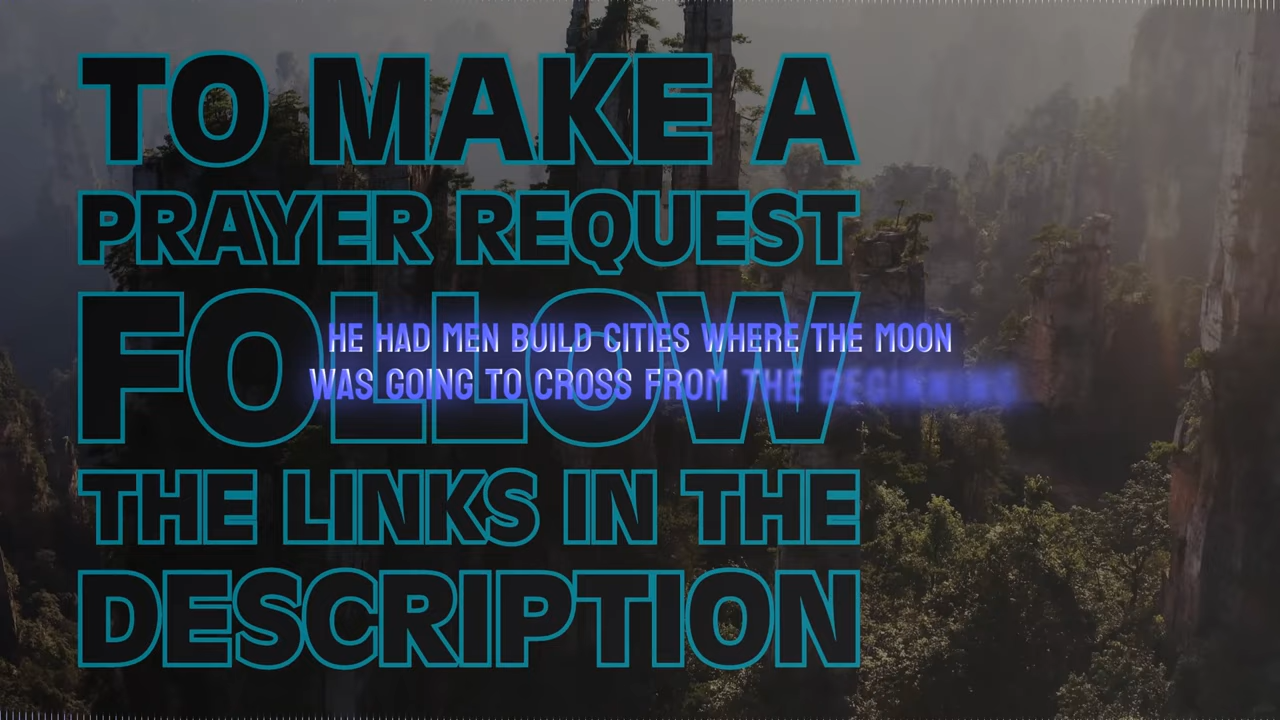 TO MAKE A
PRAYER REQUEST
FOLLOW
THE LINKS IN THE
DESCRIPTION
HE HAD MEN BUILD CITIES WHERE THE MOON
WAS GOING TO CROSS FROM THE BEGINNING